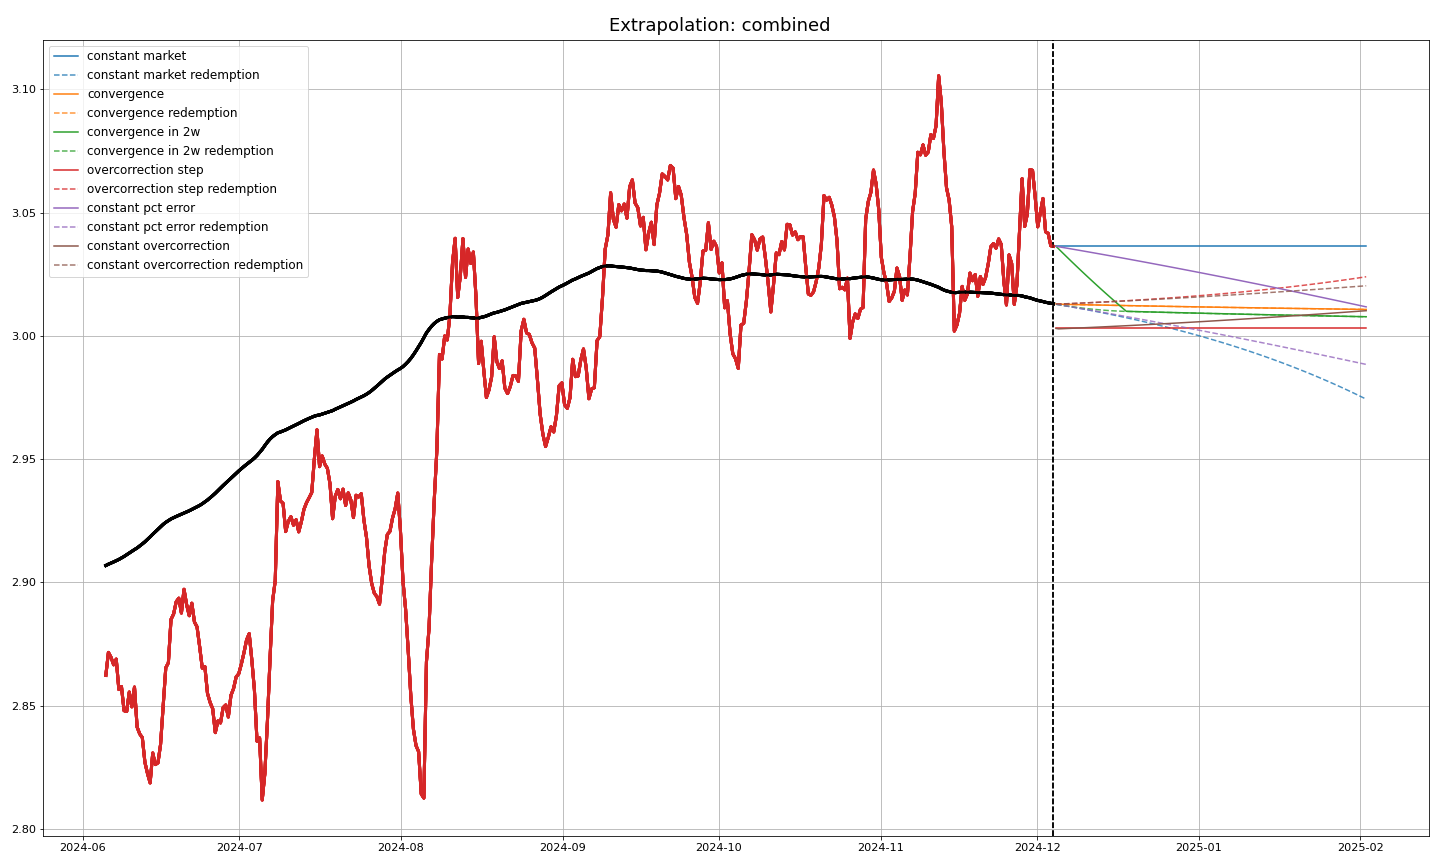 Extrapolation: combined
constant market
constant market redemption
convergence
convergence redemption
convergence in 2w
convergence in 2w redemption
overcorrection step
overcorrection step redemption
constant pct error
constant pct error redemption
constant overcorrection
constant overcorrection redemption
3.10
3.05
3.00
2.95
2.90
2.85
2.80
2024-06 2024-07 2024-08 2024-09 2024-10 2024-11 2024-12 2025-01 2025-02